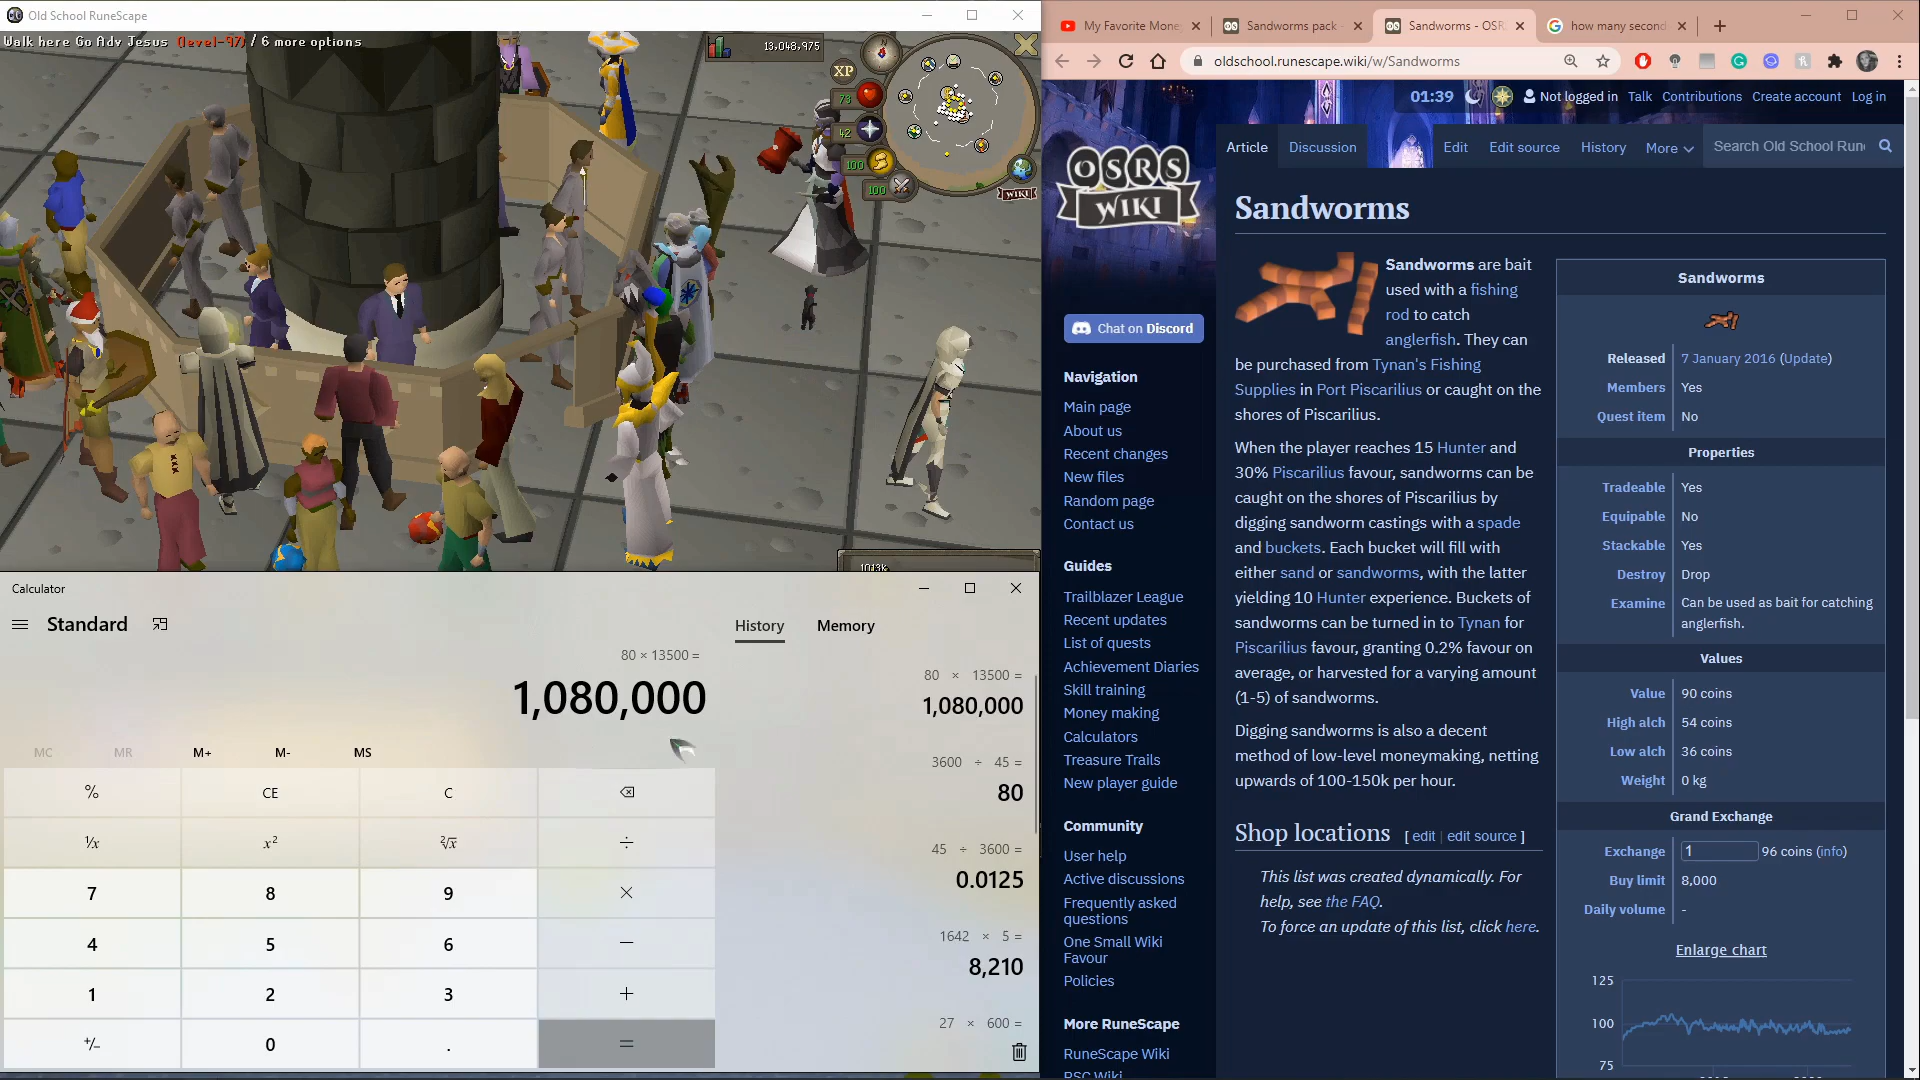 Old School RuneScape
Walk here Go Adv Jesus (level-97) / 6 more options
13,048,975
XP
73
42
100
100
WIKI
1013k
Calculator
Standard
History
Memory
80 × 13500 =
1,080,000
MC
MR
M+
M-
MS
%
CE
C
⌫
¹/x
x²
²√x
÷
7
8
9
×
4
5
6
−
1
2
3
+
+/−
0
.
=
80 × 13500 =
1,080,000
3600 ÷ 45 =
80
45 ÷ 3600 =
0.0125
1642 × 5 =
8,210
27 × 600 =
My Favorite Mone
Sandworms pack -
Sandworms - OSR
how many second
oldschool.runescape.wiki/w/Sandworms
01:39
Not logged in
Talk
Contributions
Create account
Log in
OSRS
WIKI
Article
Discussion
Edit
Edit source
History
More
Search Old School Run
Chat on Discord
Navigation
Main page
About us
Recent changes
New files
Random page
Contact us
Guides
Trailblazer League
Recent updates
List of quests
Achievement Diaries
Skill training
Money making
Calculators
Treasure Trails
New player guide
Community
User help
Active discussions
Frequently asked
questions
One Small Wiki
Favour
Policies
More RuneScape
RuneScape Wiki
RSC Wiki
Sandworms
Sandworms are bait
used with a fishing
rod to catch
anglerfish. They can
be purchased from Tynan's Fishing
Supplies in Port Piscarilius or caught on the
shores of Piscarilius.
When the player reaches 15 Hunter and
30% Piscarilius favour, sandworms can be
caught on the shores of Piscarilius by
digging sandworm castings with a spade
and buckets. Each bucket will fill with
either sand or sandworms, with the latter
yielding 10 Hunter experience. Buckets of
sandworms can be turned in to Tynan for
Piscarilius favour, granting 0.2% favour on
average, or harvested for a varying amount
(1-5) of sandworms.
Digging sandworms is also a decent
method of low-level moneymaking, netting
upwards of 100-150k per hour.
Shop locations [ edit | edit source ]
This list was created dynamically. For
help, see the FAQ.
To force an update of this list, click here.
Sandworms
Released 7 January 2016 (Update)
Members Yes
Quest item No
Properties
Tradeable Yes
Equipable No
Stackable Yes
Destroy Drop
Examine Can be used as bait for catching
anglerfish.
Values
Value 90 coins
High alch 54 coins
Low alch 36 coins
Weight 0 kg
Grand Exchange
Exchange 1 96 coins (info)
Buy limit 8,000
Daily volume -
Enlarge chart
125
100
75